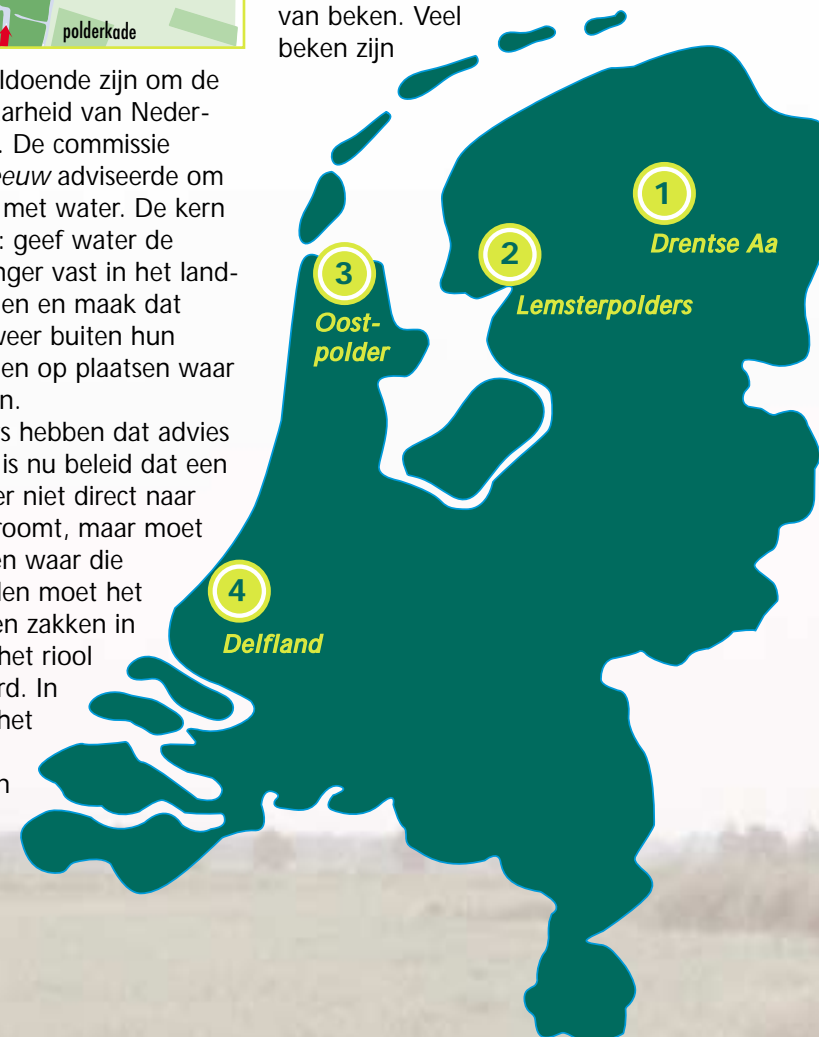 polderkade
ldoende zijn om de
arheid van Neder-
. De commissie
eeuw adviseerde om
met water. De kern
: geef water de
nger vast in het land-
en en maak dat
weer buiten hun
en op plaatsen waar
n.
s hebben dat advies
is nu beleid dat een
er niet direct naar
roomt, maar moet
en waar die
den moet het
en zakken in
het riool
rd. In
het
n
van beken. Veel
beken zijn
1
Drentse Aa
2
Lemsterpolders
3
Oost-
polder
4
Delfland